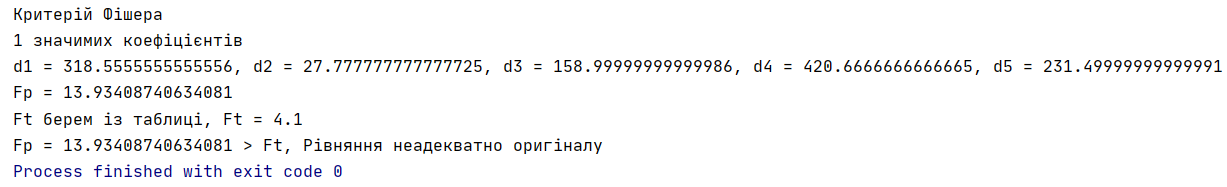 Критерій Фішера
1 значимих коефіцієнтів
d1 = 318.5555555555556, d2 = 27.777777777777725, d3 = 158.99999999999986, d4 = 420.6666666666665, d5 = 231.49999999999991
Fp = 13.93408740634081
Ft берем із таблиці, Ft = 4.1
Fp = 13.93408740634081 > Ft, Рівняння неадекватно оригіналу
Process finished with exit code 0